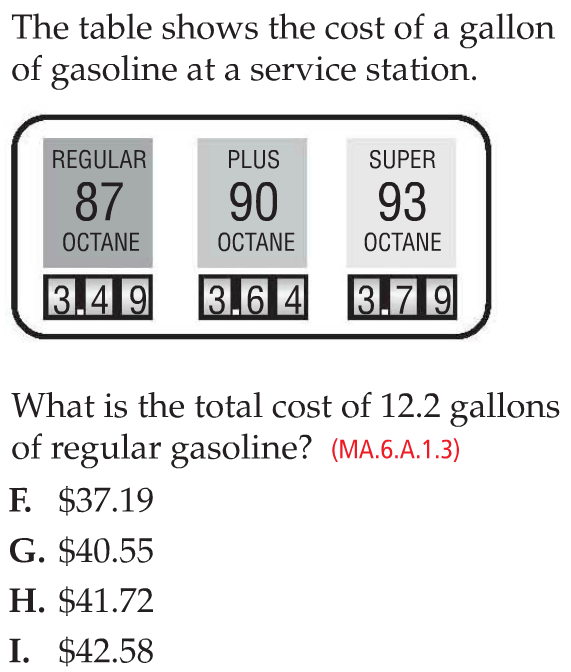 The table shows the cost of a gallon
of gasoline at a service station.
REGULAR PLUS SUPER
87 90 93
OCTANE OCTANE OCTANE
3.49 3.64 3.79
What is the total cost of 12.2 gallons
of regular gasoline? (MA.6.A.1.3)
F. $37.19
G. $40.55
H. $41.72
I. $42.58